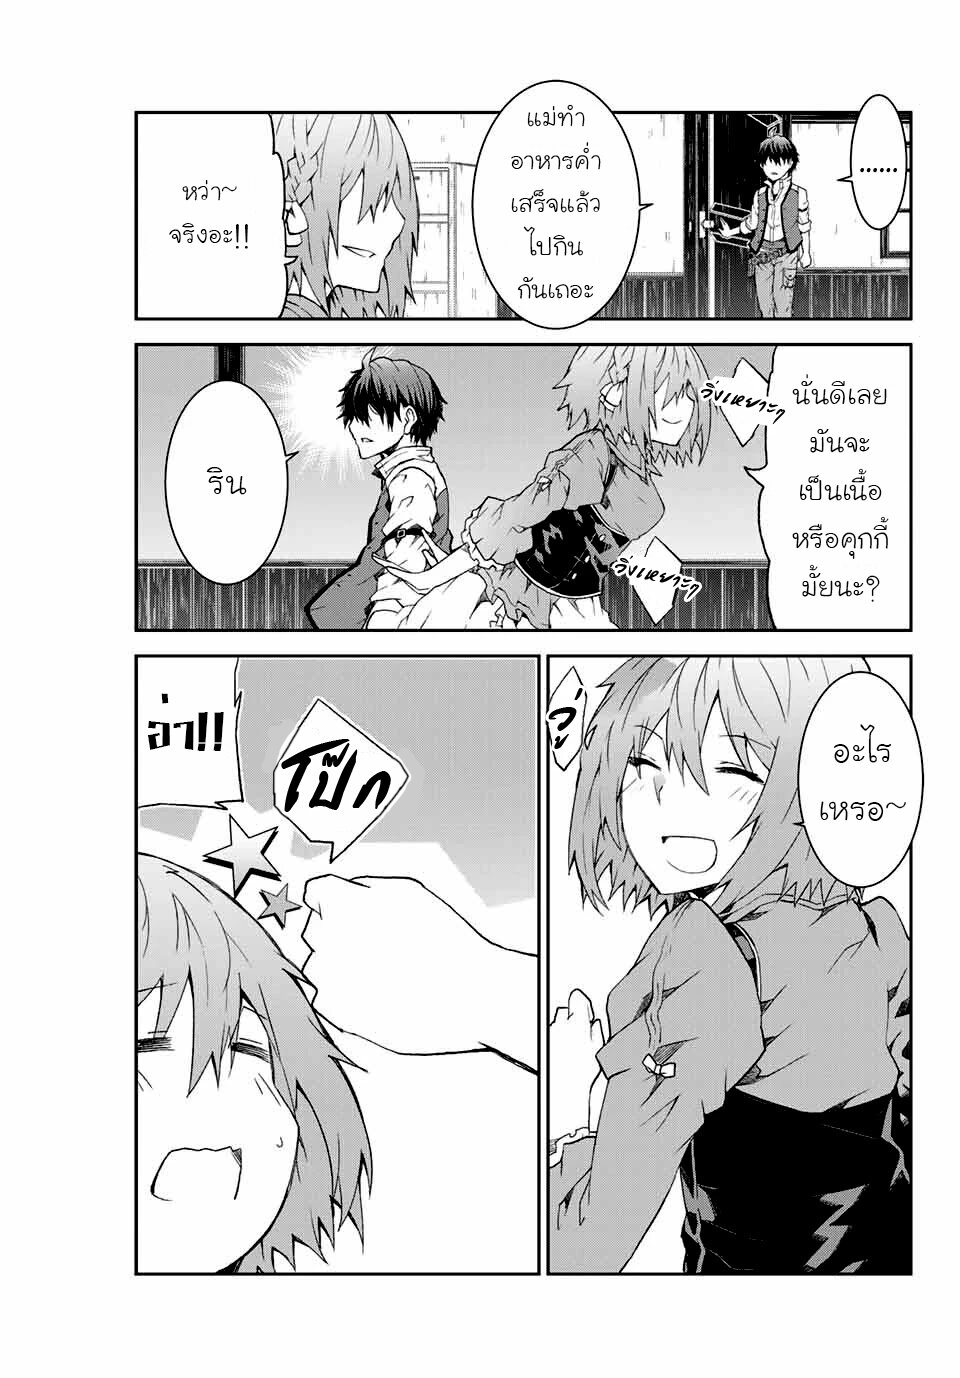 ......
แม่ทำ
อาหารค่ำ
เสร็จแล้ว
ไปกิน
กันเถอะ
หว่า~
จริงอะ!!
นั่นดีเลย
มันจะ
เป็นเนื้อ
หรือคุกกี้
มั้ยนะ?
วิ่งเหยาะๆ
วิ่งเหยาะๆ
ริน
อะไร
เหรอ~
วู่
โป๊ก
อ่า!!